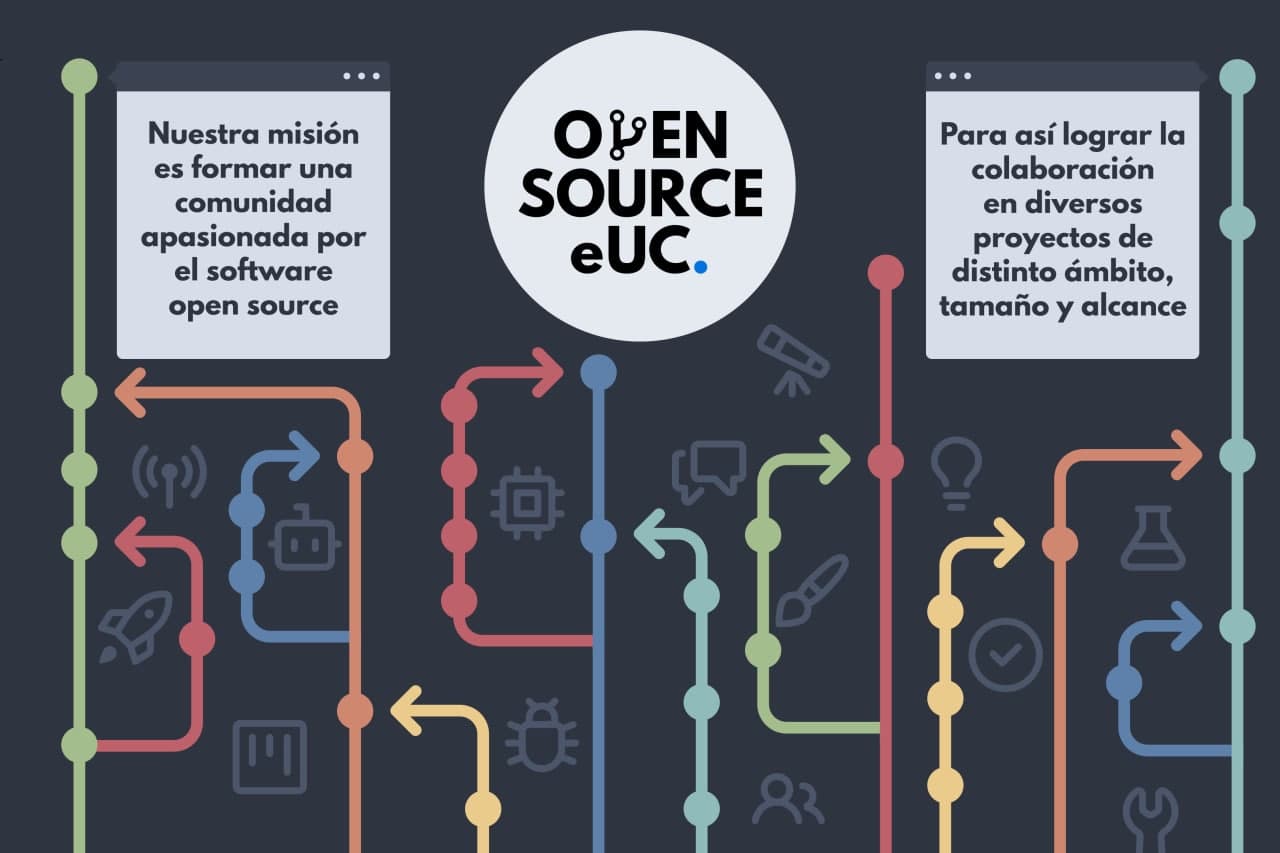 Nuestra misión
es formar una
comunidad
apasionada por
el software
open source
OPEN
SOURCE
eUC.
Para así lograr la
colaboración
en diversos
proyectos de
distinto ámbito,
tamaño y alcance